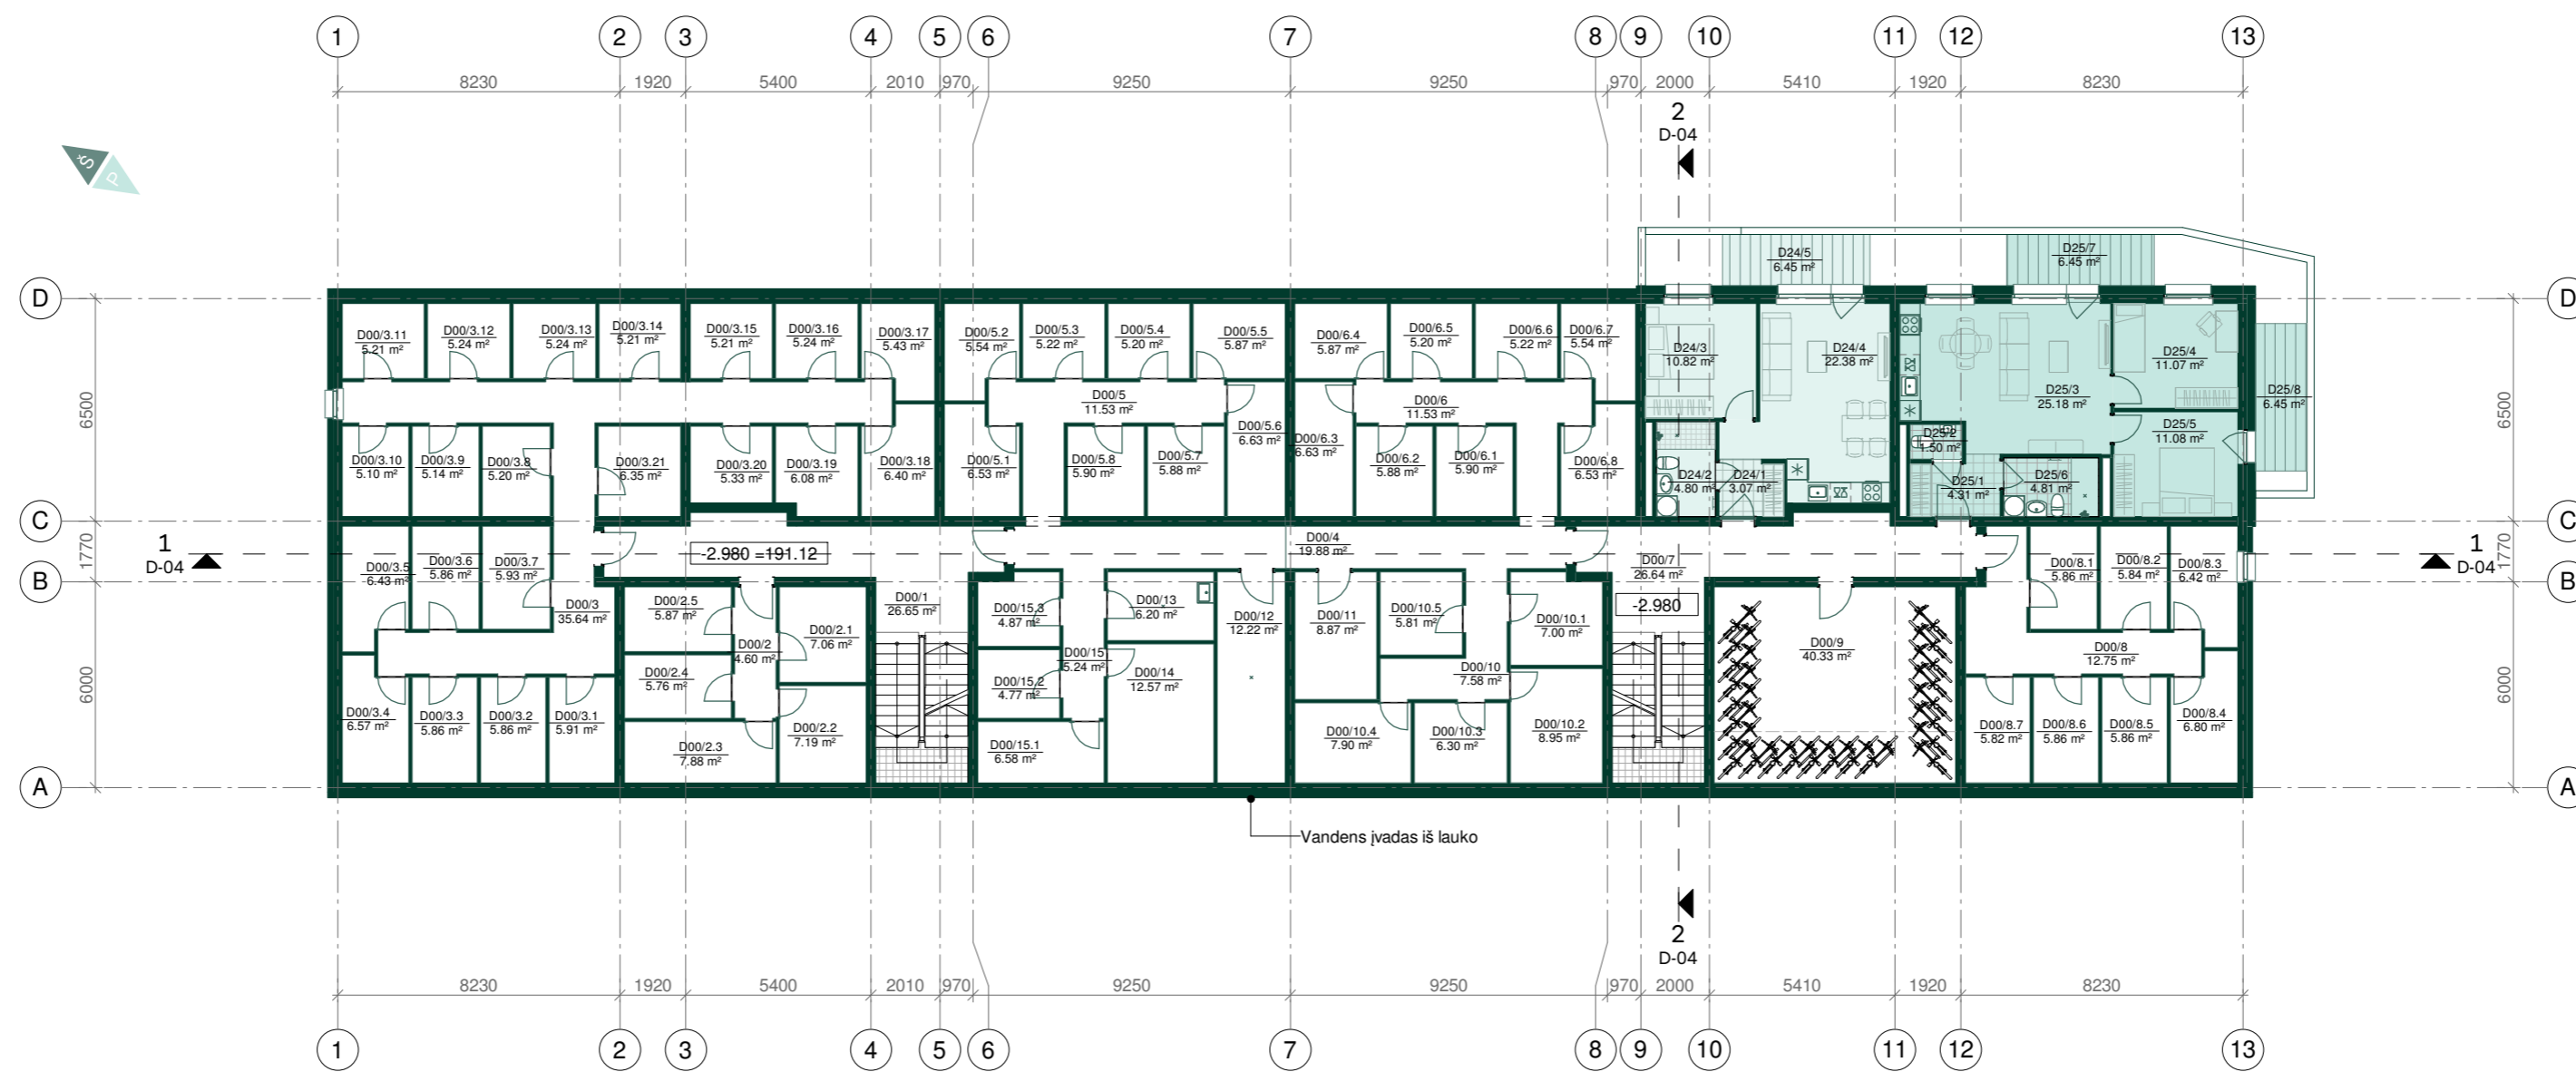 1 2 3 4 5 6 7 8 9 10 11 12 13
8230 1920 5400 2010 970 9250 9250 970 2000 5410 1920 8230
2
D-04
Š
P
D24/5
6.45 m²
D25/7
6.45 m²
D D
D00/3.11
5.21 m²
D00/3.12
5.24 m²
D00/3.13
5.24 m²
D00/3.14
5.21 m²
D00/3.15
5.21 m²
D00/3.16
5.24 m²
D00/3.17
5.43 m²
D00/5.2
5.54 m²
D00/5.3
5.22 m²
D00/5.4
5.20 m²
D00/5.5
5.87 m²
D00/6.4
5.87 m²
D00/6.5
5.20 m²
D00/6.6
5.22 m²
D00/6.7
5.54 m²
D24/3
10.82 m²
D24/4
22.38 m²
D25/3
25.18 m²
D25/4
11.07 m²
D25/8
6.45 m²
6500 6500
D00/5
11.53 m²
D00/6
11.53 m²
D00/3.10
5.10 m²
D00/3.9
5.14 m²
D00/3.8
5.20 m²
D00/3.21
6.35 m²
D00/3.20
5.33 m²
D00/3.19
6.08 m²
D00/3.18
6.40 m²
D00/5.1
6.53 m²
D00/5.8
5.90 m²
D00/5.7
5.88 m²
D00/5.6
6.63 m²
D00/6.3
6.63 m²
D00/6.2
5.88 m²
D00/6.1
5.90 m²
D00/6.8
6.53 m²
D24/2
4.80 m²
D24/1
3.07 m²
D25/2
1.50 m²
D25/1
4.31 m²
D25/6
4.81 m²
D25/5
11.08 m²
C C
1
D-04
1770 1770
1
D-04
B B
D00/3.5
6.43 m²
D00/3.6
5.86 m²
D00/3.7
5.93 m²
D00/3
35.64 m²
-2.980 =191.12
D00/4
19.88 m²
D00/7
26.64 m²
-2.980
D00/8.1
5.86 m²
D00/8.2
5.84 m²
D00/8.3
6.42 m²
D00/2.5
5.87 m²
D00/2
4.60 m²
D00/2.1
7.06 m²
D00/1
26.65 m²
D00/15.3
4.87 m²
D00/13
6.20 m²
D00/12
12.22 m²
D00/11
8.87 m²
D00/10.5
5.81 m²
D00/10.1
7.00 m²
D00/9
40.33 m²
D00/8
12.75 m²
6000 6000
D00/2.4
5.76 m²
D00/15
5.24 m²
D00/15.2
4.77 m²
D00/14
12.57 m²
D00/10
7.58 m²
D00/3.4
6.57 m²
D00/3.3
5.86 m²
D00/3.2
5.86 m²
D00/3.1
5.91 m²
D00/2.3
7.88 m²
D00/2.2
7.19 m²
D00/15.1
6.58 m²
D00/10.4
7.90 m²
D00/10.3
6.30 m²
D00/10.2
8.95 m²
D00/8.7
5.82 m²
D00/8.6
5.86 m²
D00/8.5
5.86 m²
D00/8.4
6.80 m²
A A
Vandens įvadas iš lauko
2
D-04
8230 1920 5400 2010 970 9250 9250 970 2000 5410 1920 8230
1 2 3 4 5 6 7 8 9 10 11 12 13